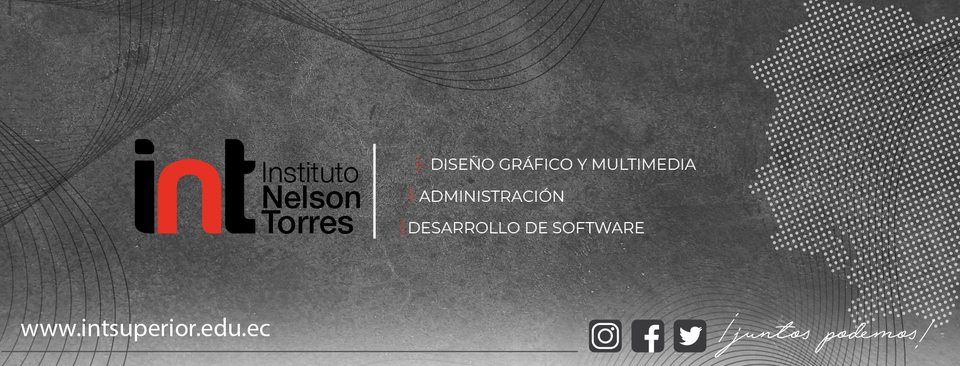 int
Instituto
Nelson
Torres
DISEÑO GRÁFICO Y MULTIMEDIA
ADMINISTRACIÓN
DESARROLLO DE SOFTWARE
www.intsuperior.edu.ec
¡juntos podemos!